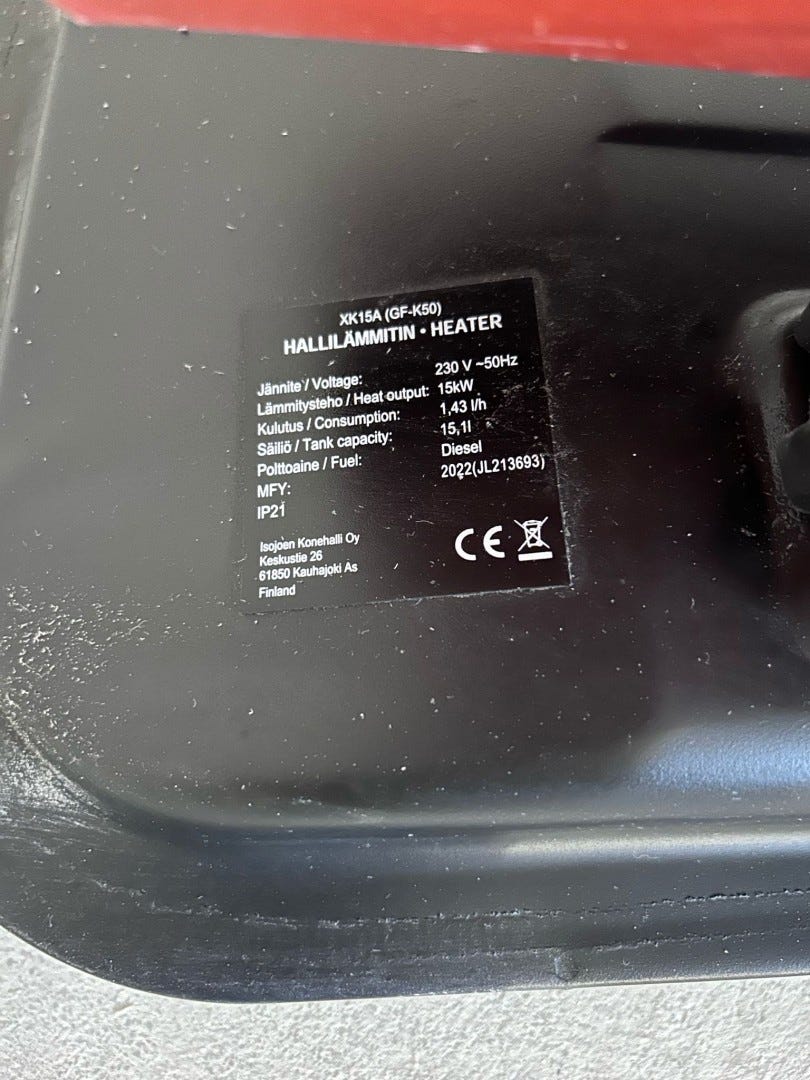 XK15A (GF-K50)
HALLILÄMMITIN • HEATER
Jännite / Voltage: 230 V ~50Hz
Lämmitysteho / Heat output: 15kW
Kulutus / Consumption: 1,43 l/h
Säiliö / Tank capacity: 15,1l
Polttoaine / Fuel: Diesel
MFY: 2022(JL213693)
IP21
Isojoen Konehalli Oy
Keskustie 26
61850 Kauhajoki As
Finland
CE